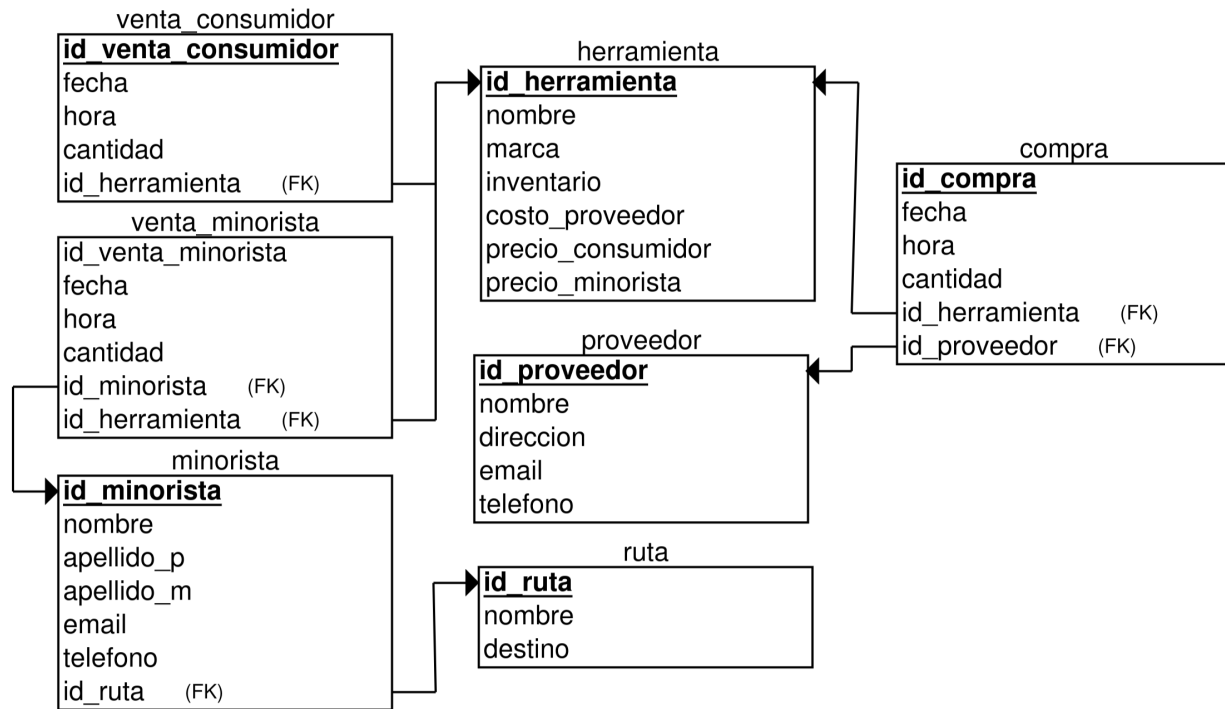 venta_consumidor
id_venta_consumidor
fecha
hora
cantidad
id_herramienta (FK)
venta_minorista
id_venta_minorista
fecha
hora
cantidad
id_minorista (FK)
id_herramienta (FK)
minorista
id_minorista
nombre
apellido_p
apellido_m
email
telefono
id_ruta (FK)
herramienta
id_herramienta
nombre
marca
inventario
costo_proveedor
precio_consumidor
precio_minorista
proveedor
id_proveedor
nombre
direccion
email
telefono
ruta
id_ruta
nombre
destino
compra
id_compra
fecha
hora
cantidad
id_herramienta (FK)
id_proveedor (FK)